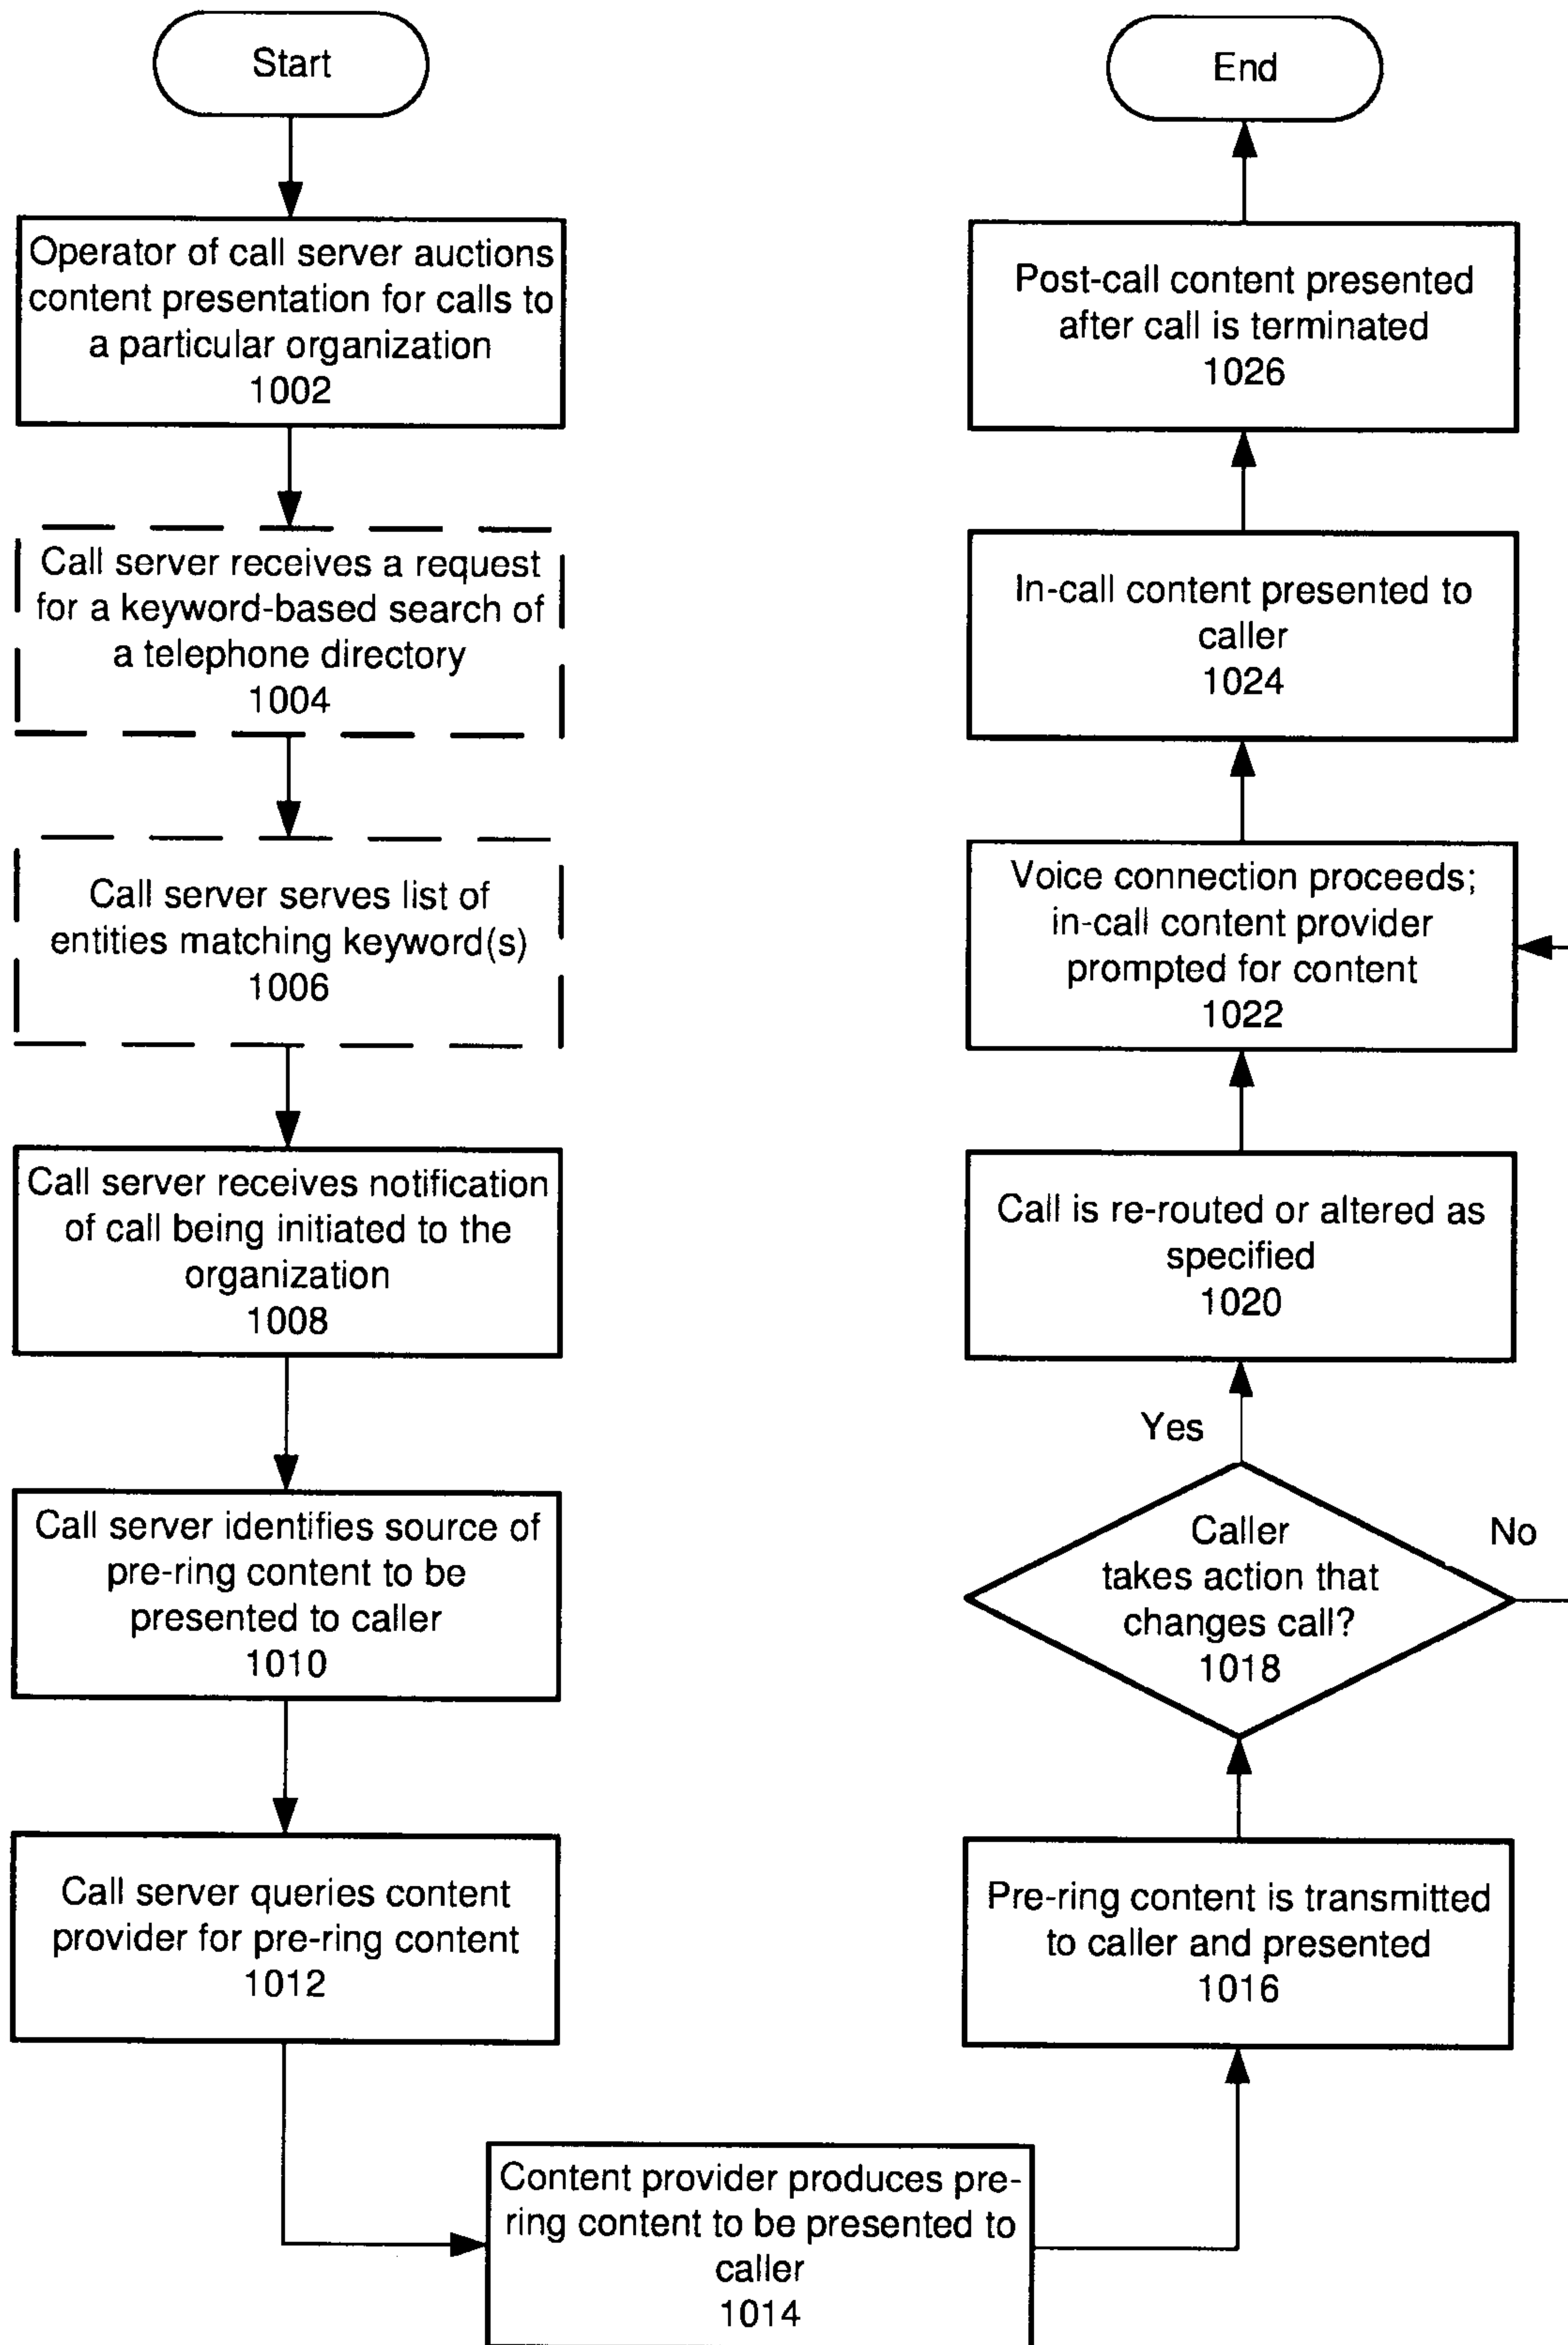 Start
Operator of call server auctions
content presentation for calls to
a particular organization
1002
Call server receives a request
for a keyword-based search of
a telephone directory
1004
Call server serves list of
entities matching keyword(s)
1006
Call server receives notification
of call being initiated to the
organization
1008
Call server identifies source of
pre-ring content to be
presented to caller
1010
Call server queries content
provider for pre-ring content
1012
Content provider produces pre-
ring content to be presented to
caller
1014
Pre-ring content is transmitted
to caller and presented
1016
Caller
takes action that
changes call?
1018
Yes
No
Call is re-routed or altered as
specified
1020
Voice connection proceeds;
in-call content provider
prompted for content
1022
In-call content presented to
caller
1024
Post-call content presented
after call is terminated
1026
End